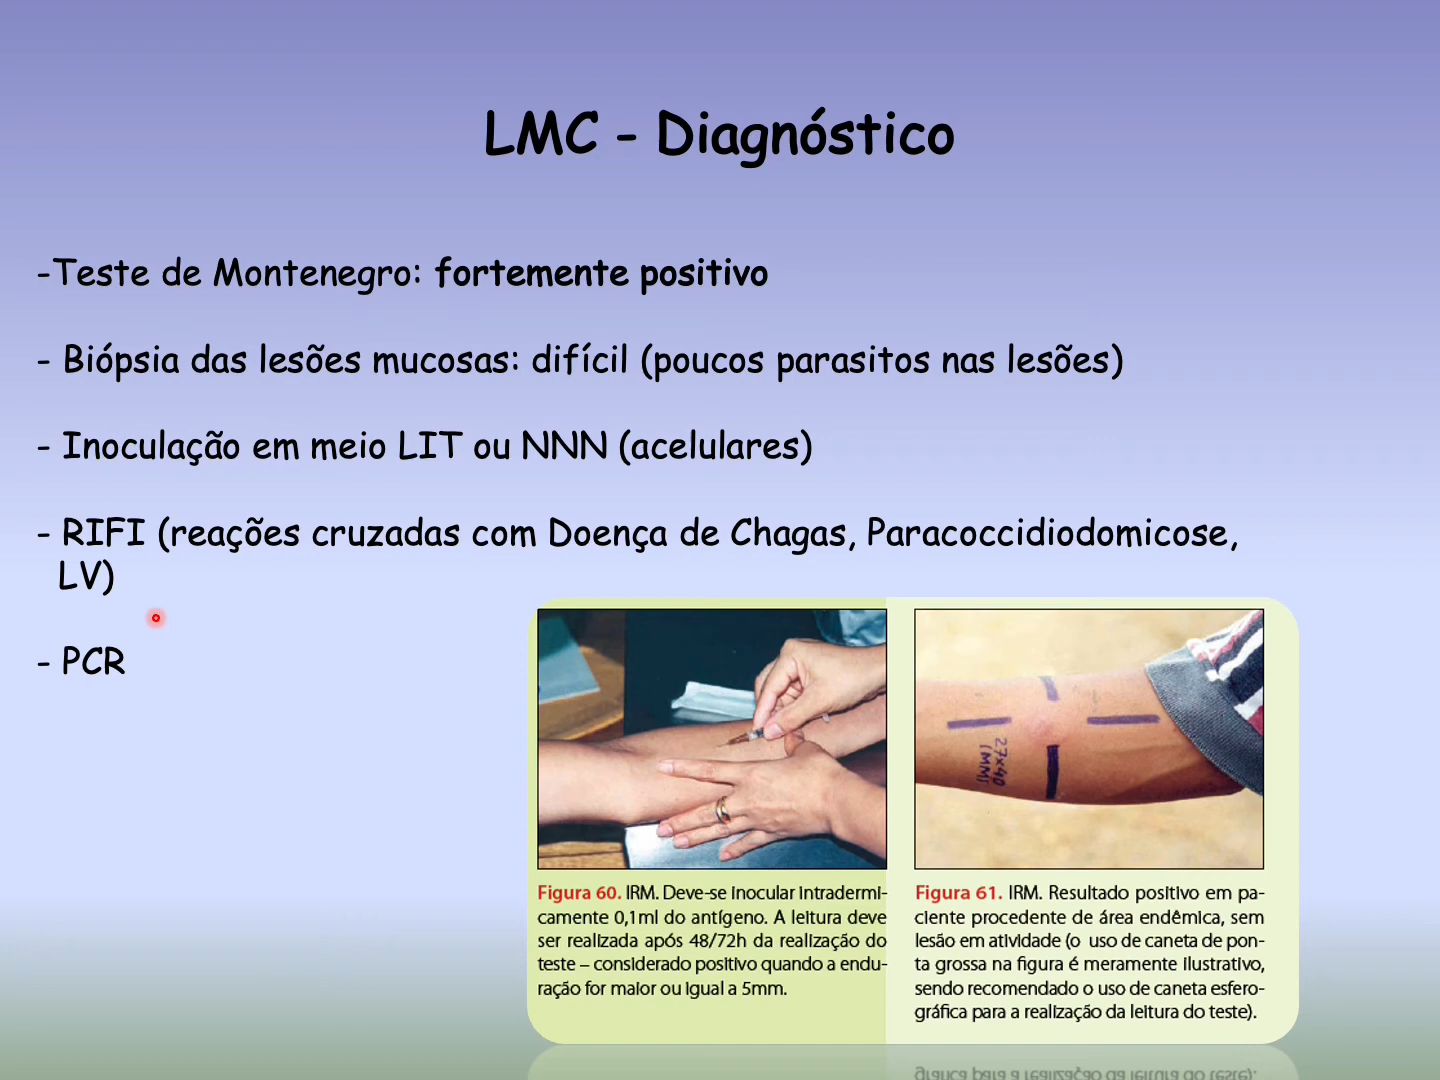 LMC - Diagnóstico
-Teste de Montenegro: fortemente positivo
- Biópsia das lesões mucosas: difícil (poucos parasitos nas lesões)
- Inoculação em meio LIT ou NNN (acelulares)
- RIFI (reações cruzadas com Doença de Chagas, Paracoccidiodomicose,
LV)
- PCR
27x40
(MM)
Figura 60. IRM. Deve-se inocular intradermi-
camente 0,1ml do antígeno. A leitura deve
ser realizada após 48/72h da realização do
teste – considerado positivo quando a endu-
ração for maior ou igual a 5mm.
Figura 61. IRM. Resultado positivo em pa-
ciente procedente de área endêmica, sem
lesão em atividade (o uso de caneta de pon-
ta grossa na figura é meramente ilustrativo,
sendo recomendado o uso de caneta esfero-
gráfica para a realização da leitura do teste).